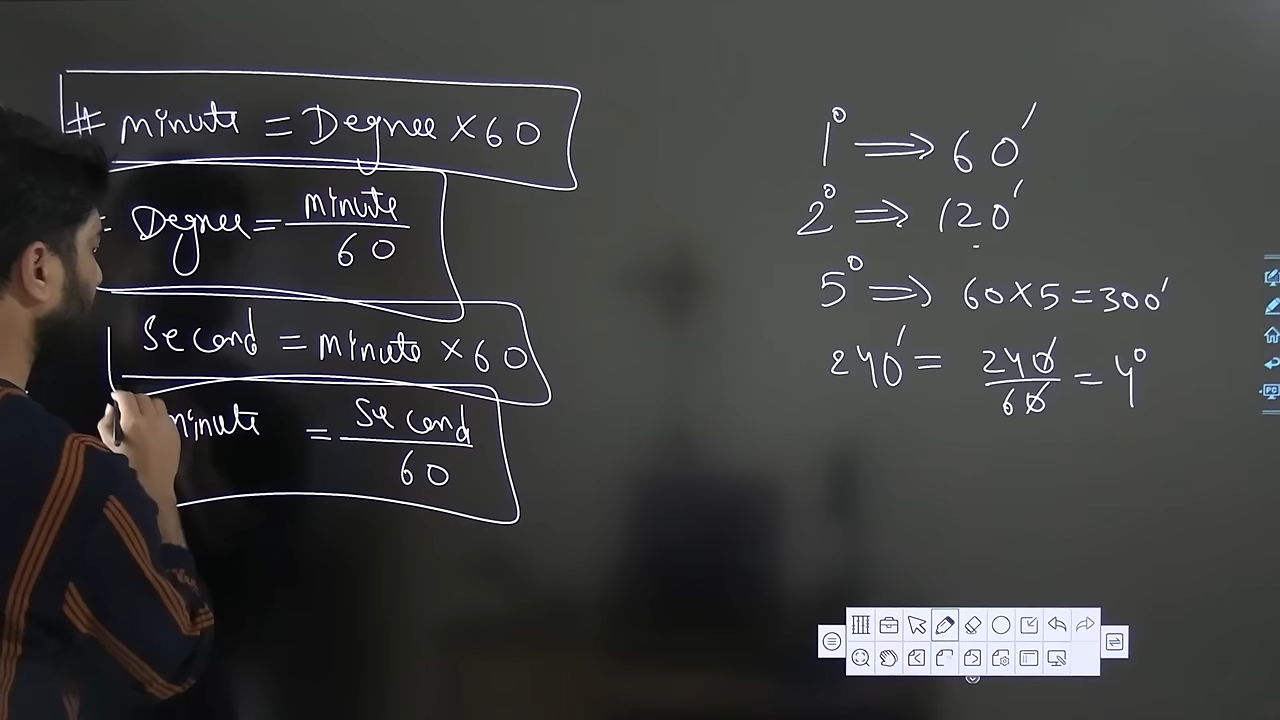 # minute = Degree × 60
= Degree = minute / 60
Second = minute × 60
minute = Second / 60
1° ⇒ 60'
2° ⇒ 120'
5° ⇒ 60×5=300'
240' = 240/60 = 4°